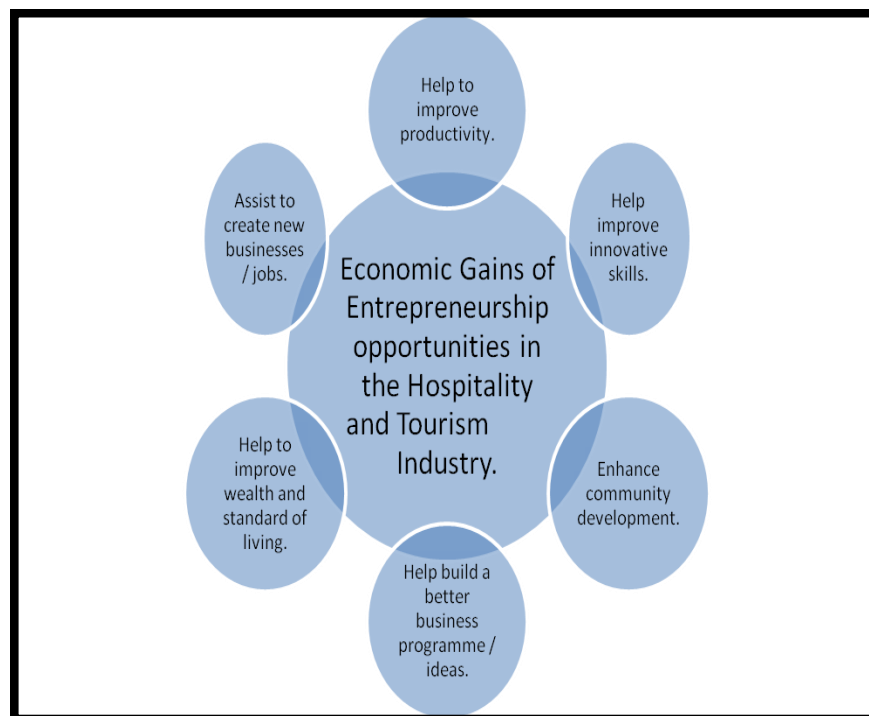 Help to
improve
productivity.
Assist to
create new
businesses
/ jobs.
Help
improve
innovative
skills.
Economic Gains of
Entrepreneurship
opportunities in
the Hospitality
and Tourism
Industry.
Help to
improve
wealth and
standard of
living.
Enhance
community
development.
Help build a
better
business
programme /
ideas.